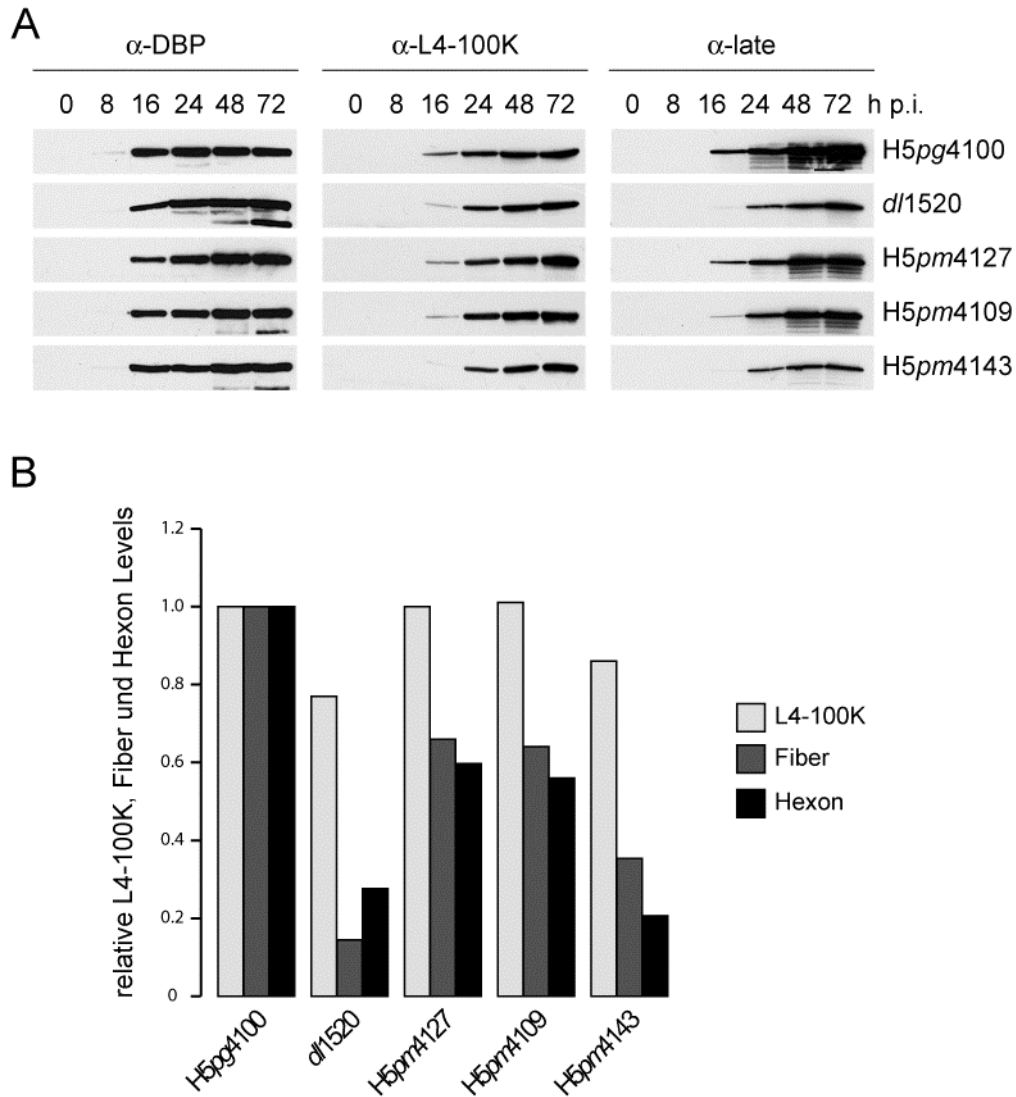 A
α-DBP α-L4-100K α-late
0 8 16 24 48 72 0 8 16 24 48 72 0 8 16 24 48 72 h p.i.
H5pg4100
dl1520
H5pm4127
H5pm4109
H5pm4143
B
relative L4-100K, Fiber und Hexon Levels
1.2
1.0
0.8
0.6
0.4
0.2
0
L4-100K
Fiber
Hexon
H5pg4100 dl1520 H5pm4127 H5pm4109 H5pm4143